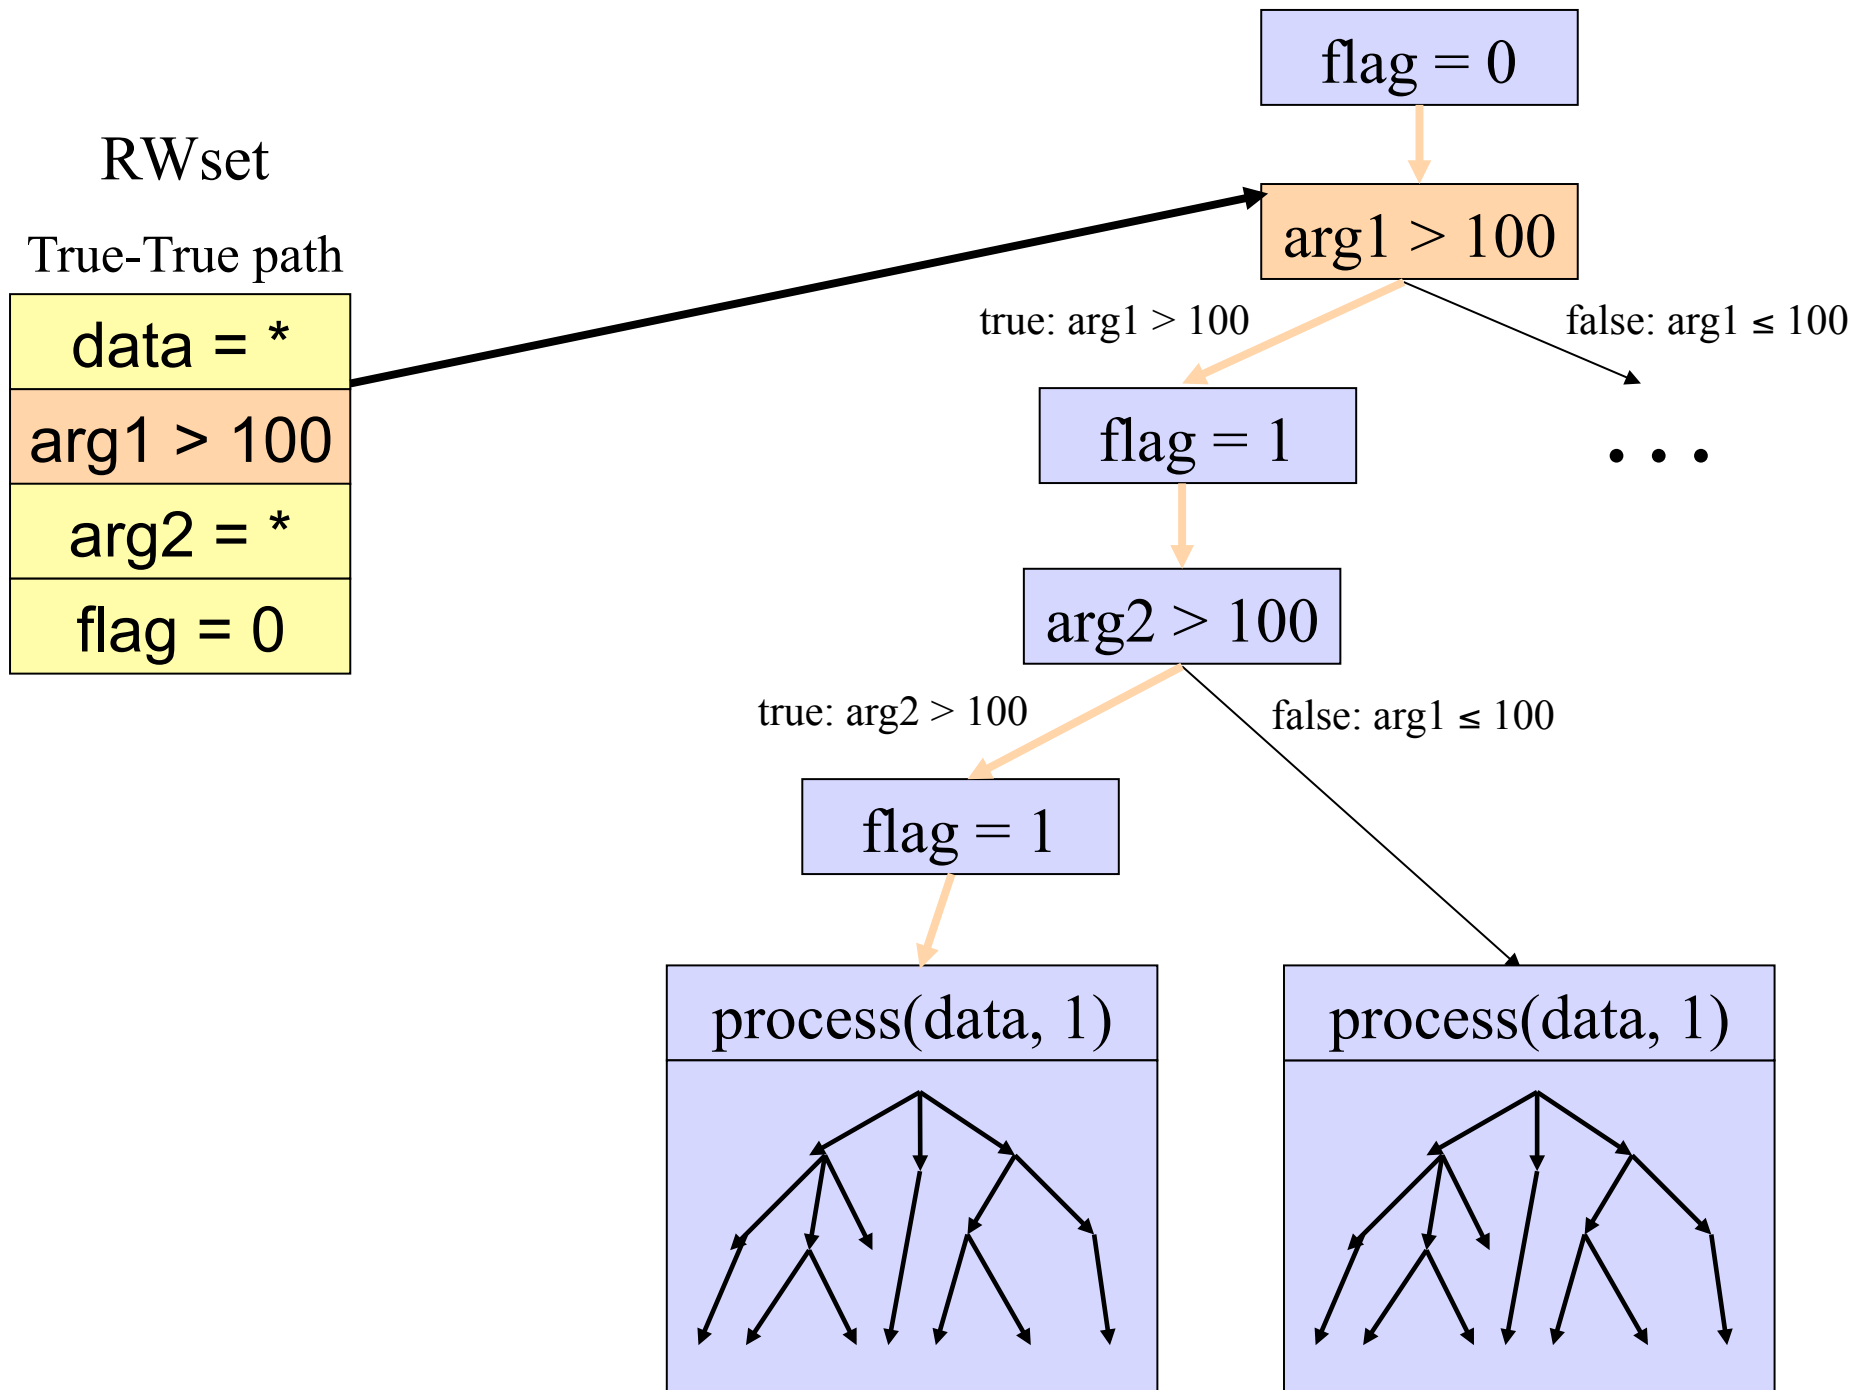 flag = 0
RWset
True-True path
data = *
arg1 > 100
arg2 = *
flag = 0
arg1 > 100
true: arg1 > 100
false: arg1 ≤ 100
flag = 1
. . .
arg2 > 100
true: arg2 > 100
false: arg1 ≤ 100
flag = 1
process(data, 1)
process(data, 1)